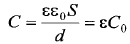 C = εε₀S / d = εC₀